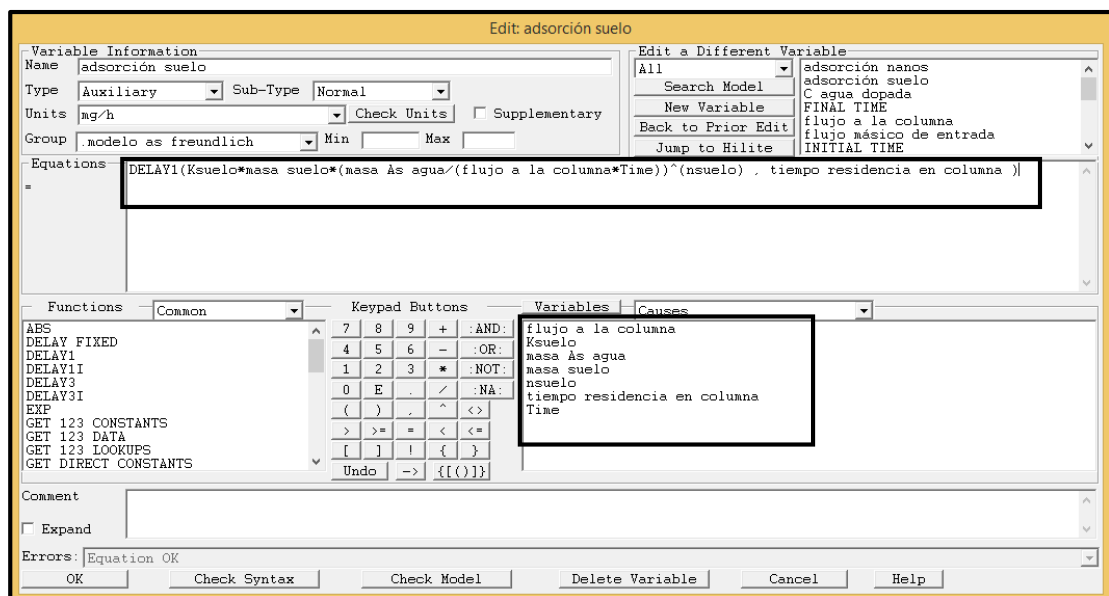 Edit: adsorción suelo
Variable Information
Name adsorción suelo
Type Auxiliary Sub-Type Normal
Units mg/h Check Units Supplementary
Group .modelo as freundlich Min Max
Edit a Different Variable
All
Search Model
New Variable
Back to Prior Edit
Jump to Hilite
adsorción nanos
adsorción suelo
C agua dopada
FINAL TIME
flujo a la columna
flujo másico de entrada
INITIAL TIME
Equations
=
DELAY1(Ksuelo*masa suelo*(masa Às agua/(flujo a la columna*Time))^(nsuelo) , tiempo residencia en columna )
Functions Common
ABS
DELAY FIXED
DELAY1
DELAY1I
DELAY3
DELAY3I
EXP
GET 123 CONSTANTS
GET 123 DATA
GET 123 LOOKUPS
GET DIRECT CONSTANTS
Keypad Buttons
7 8 9 + :AND:
4 5 6 - :OR:
1 2 3 * :NOT:
0 E . / :NA:
( ) , ^ <>
> >= = < <=
[ ] ! { }
Undo -> {[()]}
Variables Causes
flujo a la columna
Ksuelo
masa Às agua
masa suelo
nsuelo
tiempo residencia en columna
Time
Comment
Expand
Errors: Equation OK
OK Check Syntax Check Model Delete Variable Cancel Help